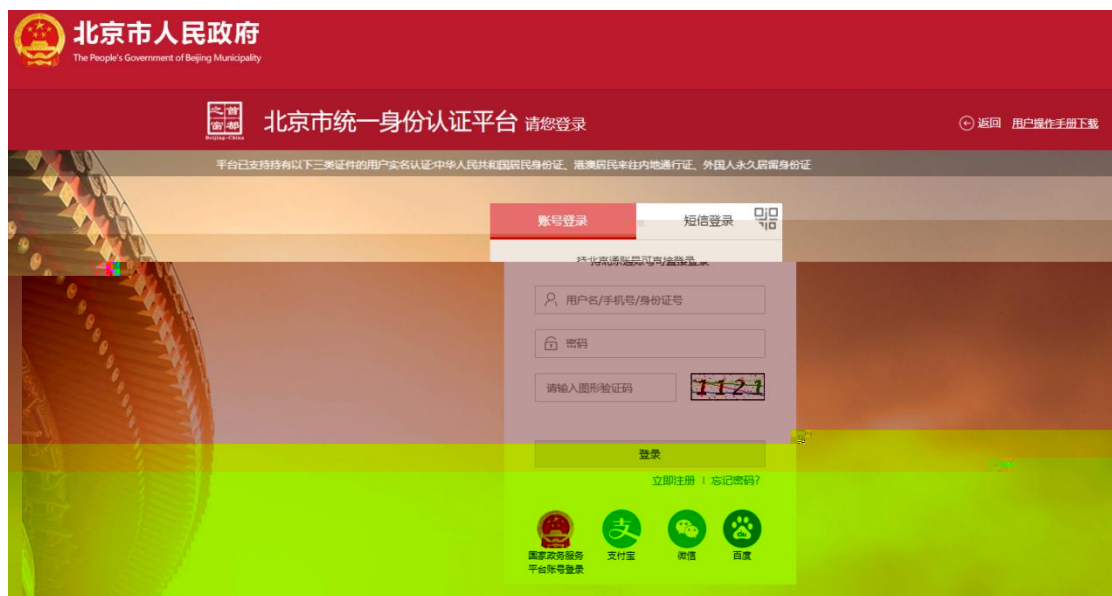 北京市人民政府
The People's Government of Beijing Municipality
首都之窗
Beijing-China
北京市统一身份认证平台 请您登录
返回 用户操作手册下载
平台已支持持有以下三类证件的用户实名认证:中华人民共和国居民身份证、港澳居民来往内地通行证、外国人永久居留身份证
账号登录 短信登录
用户名/手机号/身份证号
密码
请输入图形验证码 1121
登录
立即注册 | 忘记密码?
支
du
国家政务服务 支付宝 微信 百度
平台账号登录